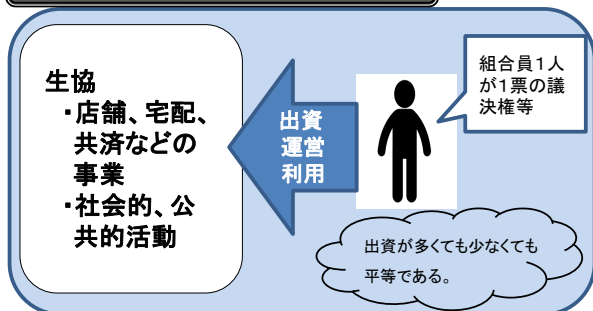 生協
・店舗、宅配、
共済などの
事業
・社会的、公
共的活動
出資
運営
利用
組合員1人
が1票の議
決権等
出資が多くても少なくても
平等である。